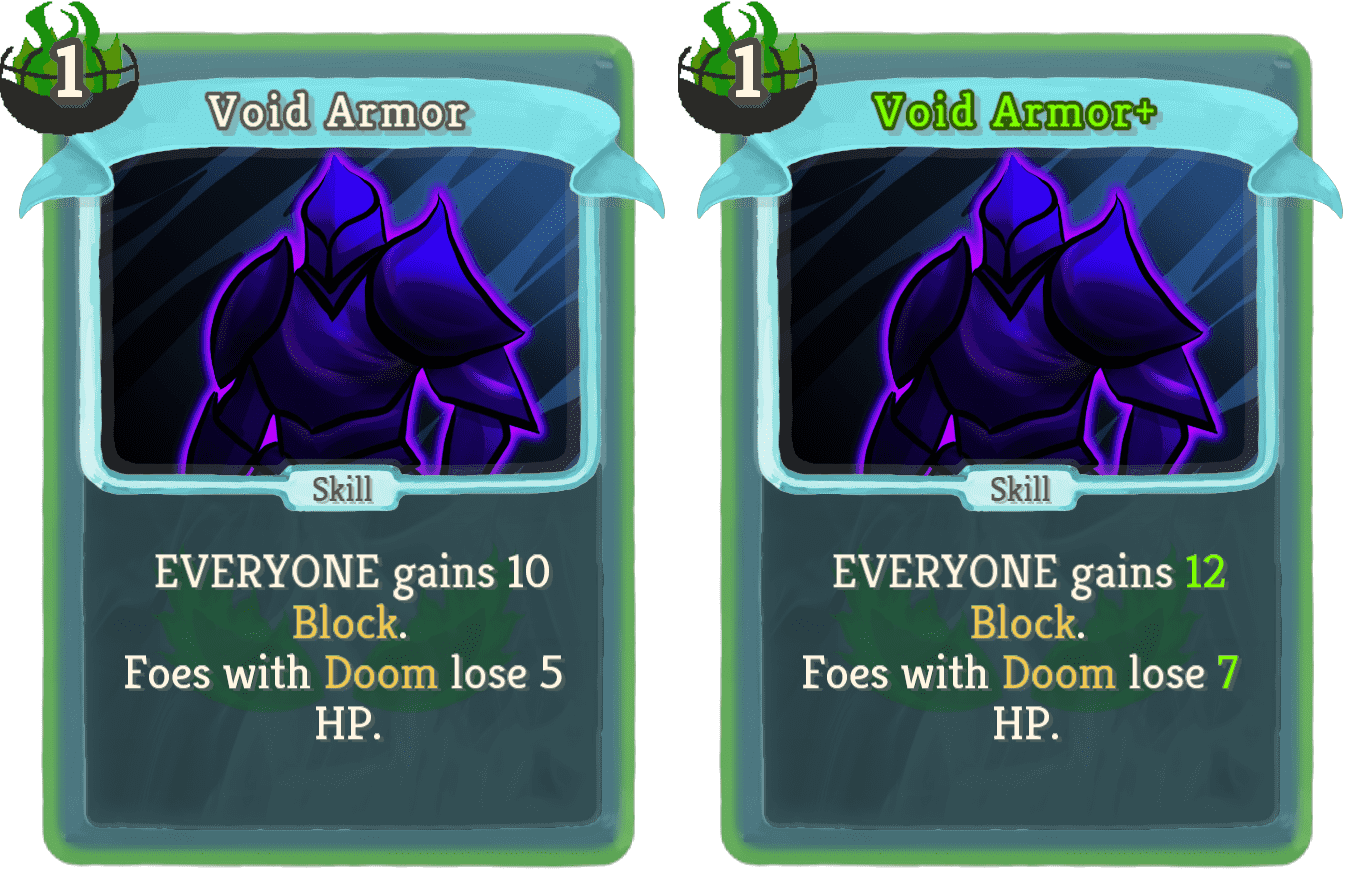 1
Void Armor
Skill
EVERYONE gains 10
Block.
Foes with Doom lose 5
HP.
1
Void Armor+
Skill
EVERYONE gains 12
Block.
Foes with Doom lose 7
HP.